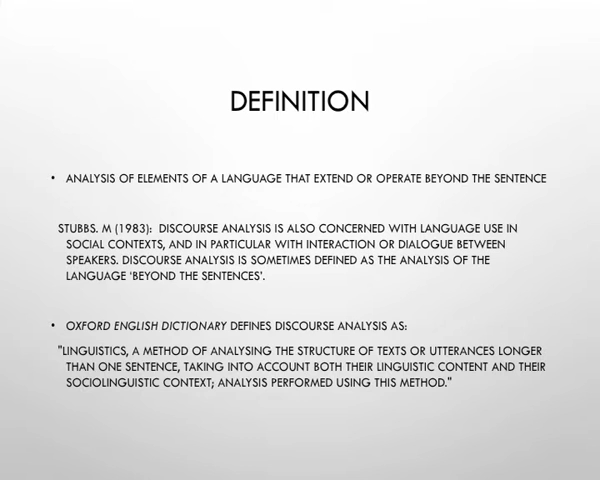 DEFINITION
• ANALYSIS OF ELEMENTS OF A LANGUAGE THAT EXTEND OR OPERATE BEYOND THE SENTENCE
STUBBS. M (1983): DISCOURSE ANALYSIS IS ALSO CONCERNED WITH LANGUAGE USE IN
SOCIAL CONTEXTS, AND IN PARTICULAR WITH INTERACTION OR DIALOGUE BETWEEN
SPEAKERS. DISCOURSE ANALYSIS IS SOMETIMES DEFINED AS THE ANALYSIS OF THE
LANGUAGE 'BEYOND THE SENTENCES'.
• OXFORD ENGLISH DICTIONARY DEFINES DISCOURSE ANALYSIS AS:
"LINGUISTICS, A METHOD OF ANALYSING THE STRUCTURE OF TEXTS OR UTTERANCES LONGER
THAN ONE SENTENCE, TAKING INTO ACCOUNT BOTH THEIR LINGUISTIC CONTENT AND THEIR
SOCIOLINGUISTIC CONTEXT; ANALYSIS PERFORMED USING THIS METHOD."